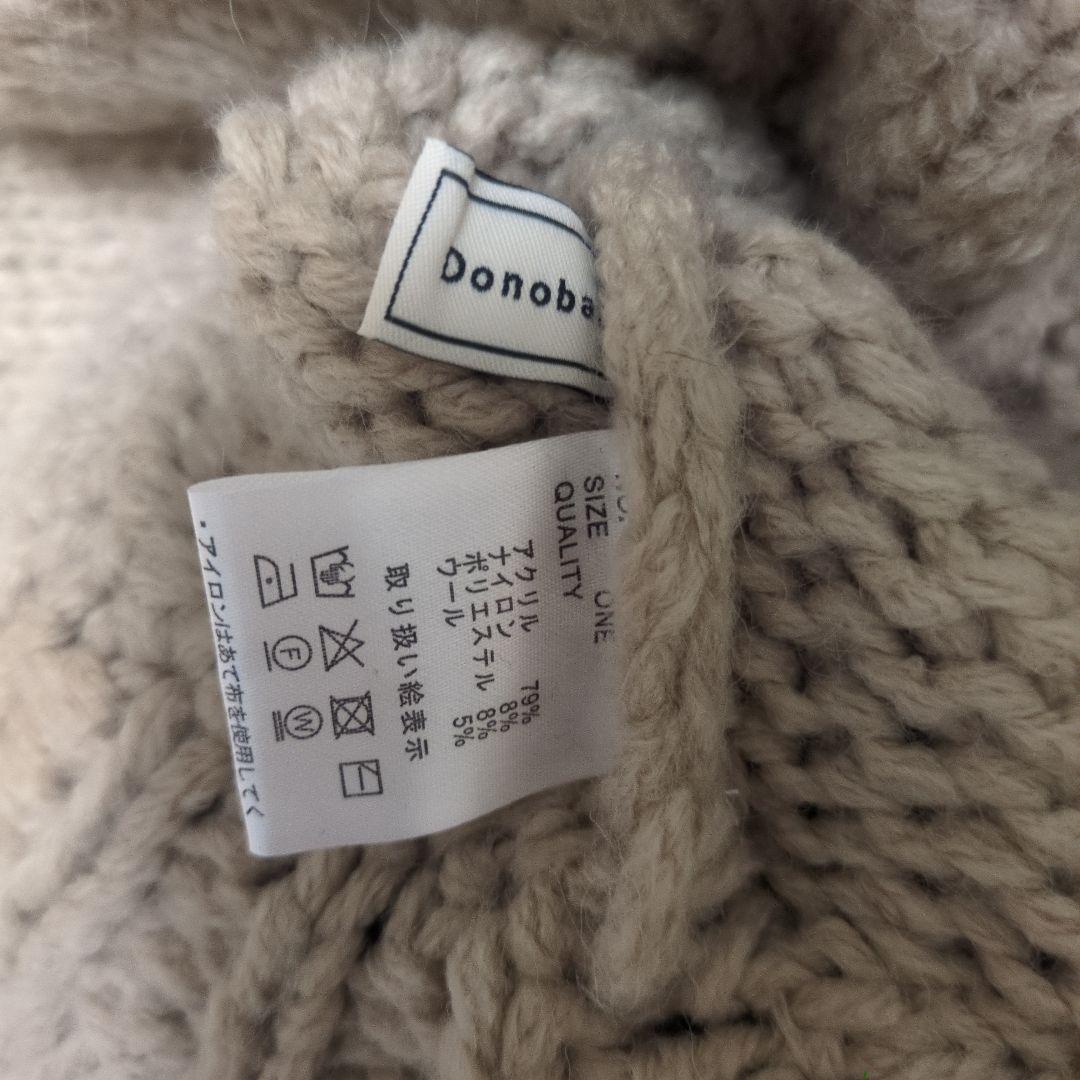 Donoba
SIZE ONE
QUALITY
アクリル 79%
ナイロン 8%
ポリエステル 8%
ウール 5%
取り扱い絵表示
F
W
・アイロンはあて布を使用してく